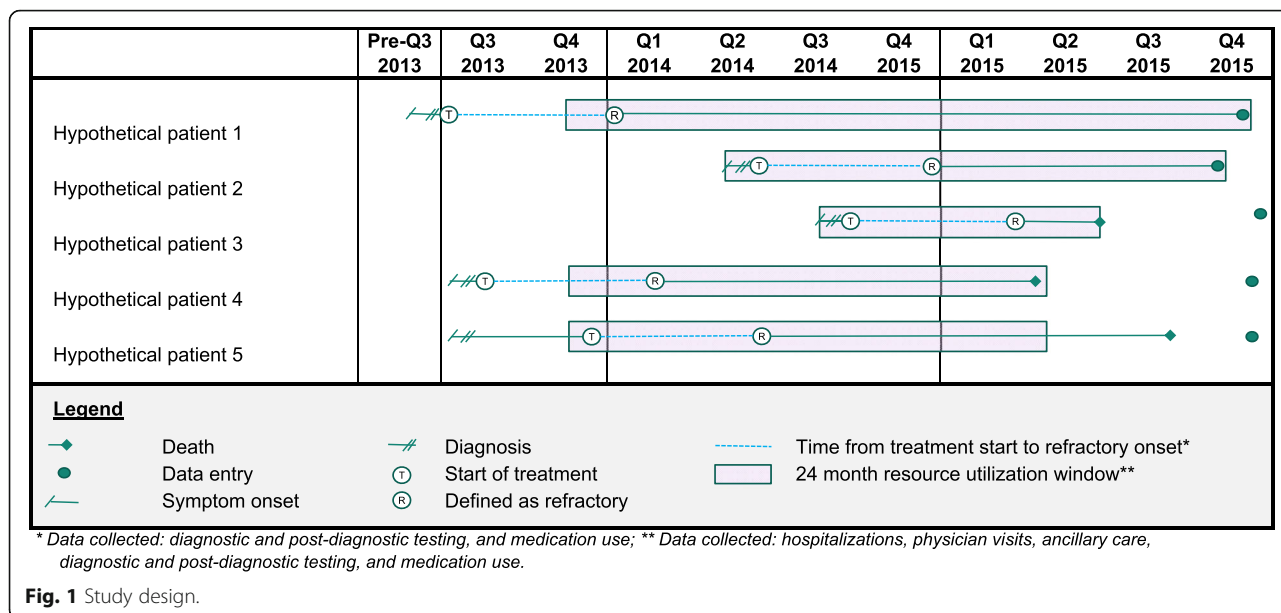 Pre-Q3 Q3 Q4 Q1 Q2 Q3 Q4 Q1 Q2 Q3 Q4
2013 2013 2013 2014 2014 2014 2015 2015 2015 2015 2015
T R
Hypothetical patient 1
T R
Hypothetical patient 2
T R
Hypothetical patient 3
T R
Hypothetical patient 4
T R
Hypothetical patient 5
Legend
Death Diagnosis Time from treatment start to refractory onset*
Data entry T Start of treatment 24 month resource utilization window**
Symptom onset R Defined as refractory
* Data collected: diagnostic and post-diagnostic testing, and medication use; ** Data collected: hospitalizations, physician visits, ancillary care,
diagnostic and post-diagnostic testing, and medication use.
Fig. 1 Study design.